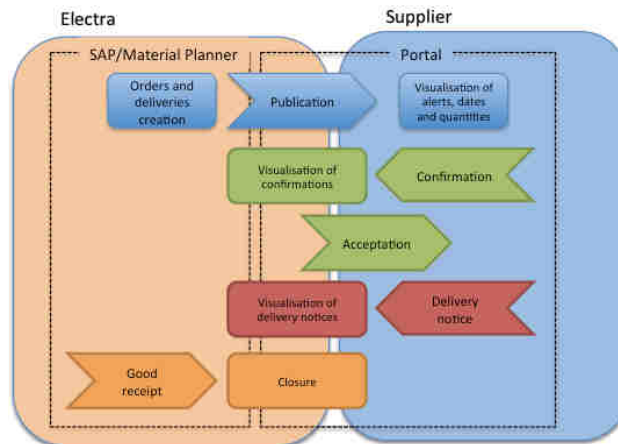 Electra
Supplier
SAP/Material Planner
Portal
Orders and
deliveries
creation
Publication
Visualisation of
alerts, dates
and quantities
Visualisation of
confirmations
Confirmation
Acceptation
Visualisation of
delivery notices
Delivery
notice
Good
receipt
Closure